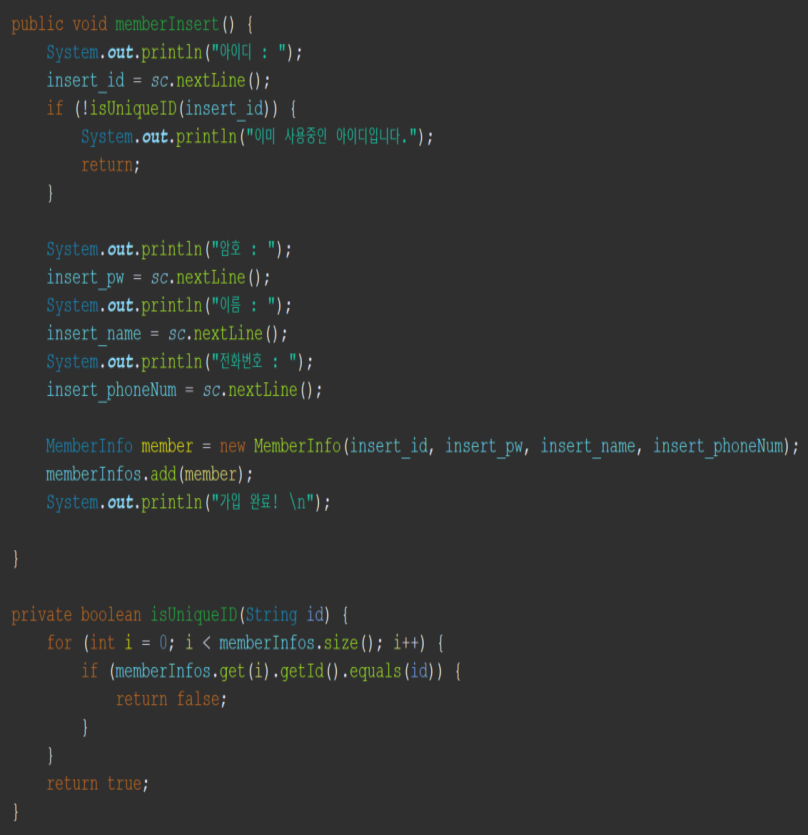 public void memberInsert() {
    System.out.println("아이디 : ");
    insert_id = sc.nextLine();
    if (!isUniqueID(insert_id)) {
        System.out.println("이미 사용중인 아이디입니다.");
        return;
    }

    System.out.println("암호 : ");
    insert_pw = sc.nextLine();
    System.out.println("이름 : ");
    insert_name = sc.nextLine();
    System.out.println("전화번호 : ");
    insert_phoneNum = sc.nextLine();

    MemberInfo member = new MemberInfo(insert_id, insert_pw, insert_name, insert_phoneNum);
    memberInfos.add(member);
    System.out.println("가입 완료! \n");

}

private boolean isUniqueID(String id) {
    for (int i = 0; i < memberInfos.size(); i++) {
        if (memberInfos.get(i).getId().equals(id)) {
            return false;
        }
    }
    return true;
}